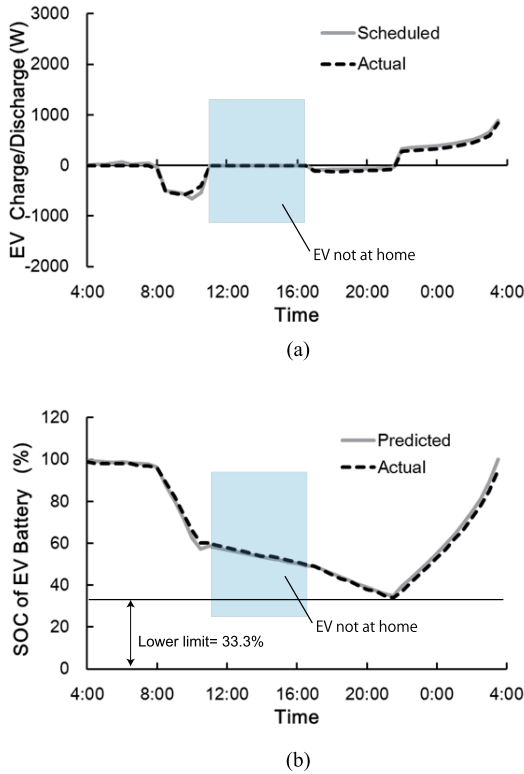 (a)
EV Charge/Discharge (W)
3000
2000
1000
0
-1000
-2000
Scheduled
Actual
EV not at home
4:00 8:00 12:00 16:00 20:00 0:00 4:00
Time
(a)
SOC of EV Battery (%)
120
100
80
60
40
20
0
Predicted
Actual
EV not at home
Lower limit= 33.3%
4:00 8:00 12:00 16:00 20:00 0:00 4:00
Time
(b)